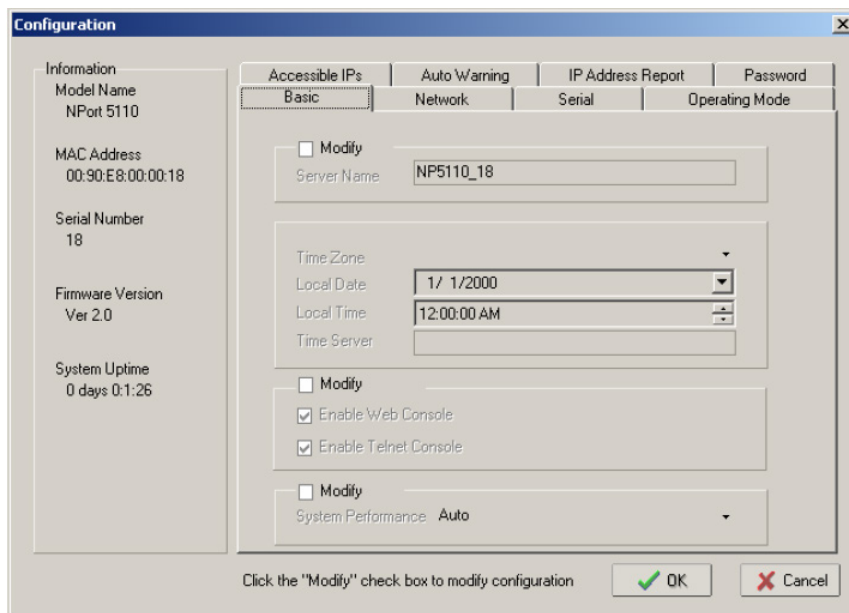 Configuration
Information
Model Name
NPort 5110
MAC Address
00:90:E8:00:00:18
Serial Number
18
Firmware Version
Ver 2.0
System Uptime
0 days 0:1:26
Accessible IPs Auto Warning IP Address Report Password
Basic Network Serial Operating Mode
Modify
Server Name NP5110_18
Time Zone
Local Date 1/ 1/2000
Local Time 12:00:00 AM
Time Server
Modify
Enable Web Console
Enable Telnet Console
Modify
System Performance Auto
Click the "Modify" check box to modify configuration OK Cancel